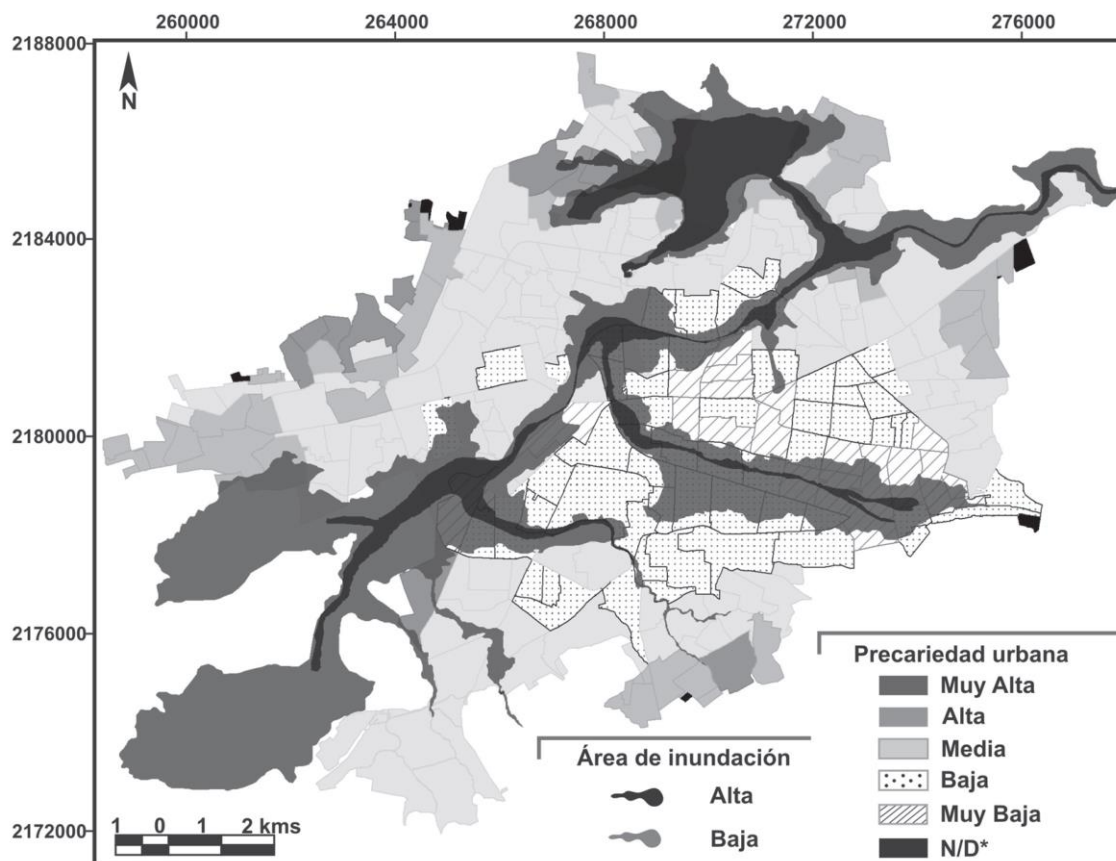 260000 264000 268000 272000 276000
2188000
N
2184000
2180000
2176000
Precariedad urbana
Muy Alta
Alta
Media
Baja
Muy Baja
N/D*
Área de inundación
Alta
Baja
2172000
1 0 1 2 kms